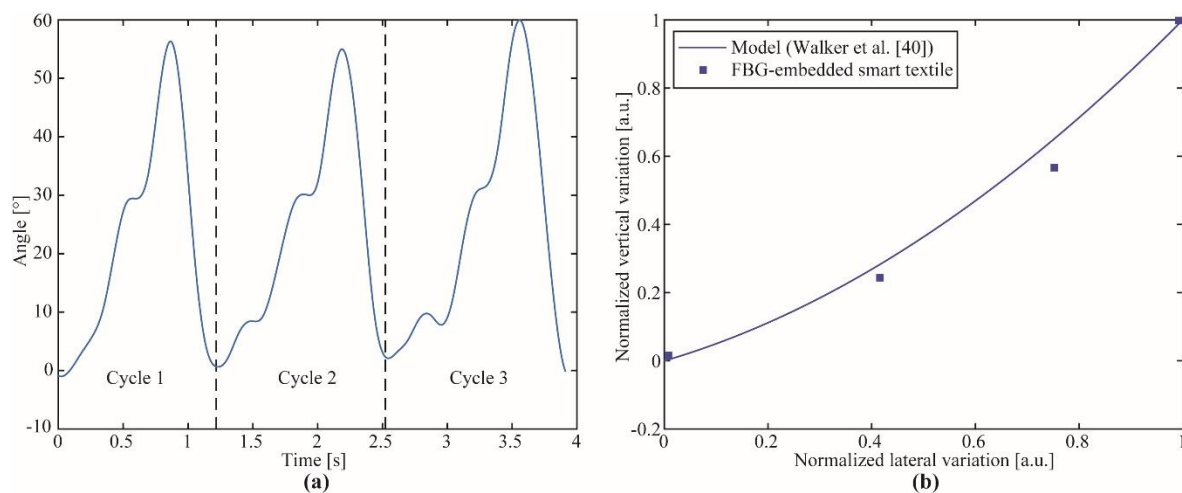 60
50
40
30
20
10
0
-10
Angle [°]
Cycle 1
Cycle 2
Cycle 3
0
0.5
1
1.5
2
2.5
3
3.5
4
Time [s]
(a)
1
0.8
0.6
0.4
0.2
0
-0.2
Normalized vertical variation [a.u.]
Model (Walker et al. [40])
FBG-embedded smart textile
0
0.2
0.4
0.6
0.8
1
Normalized lateral variation [a.u.]
(b)